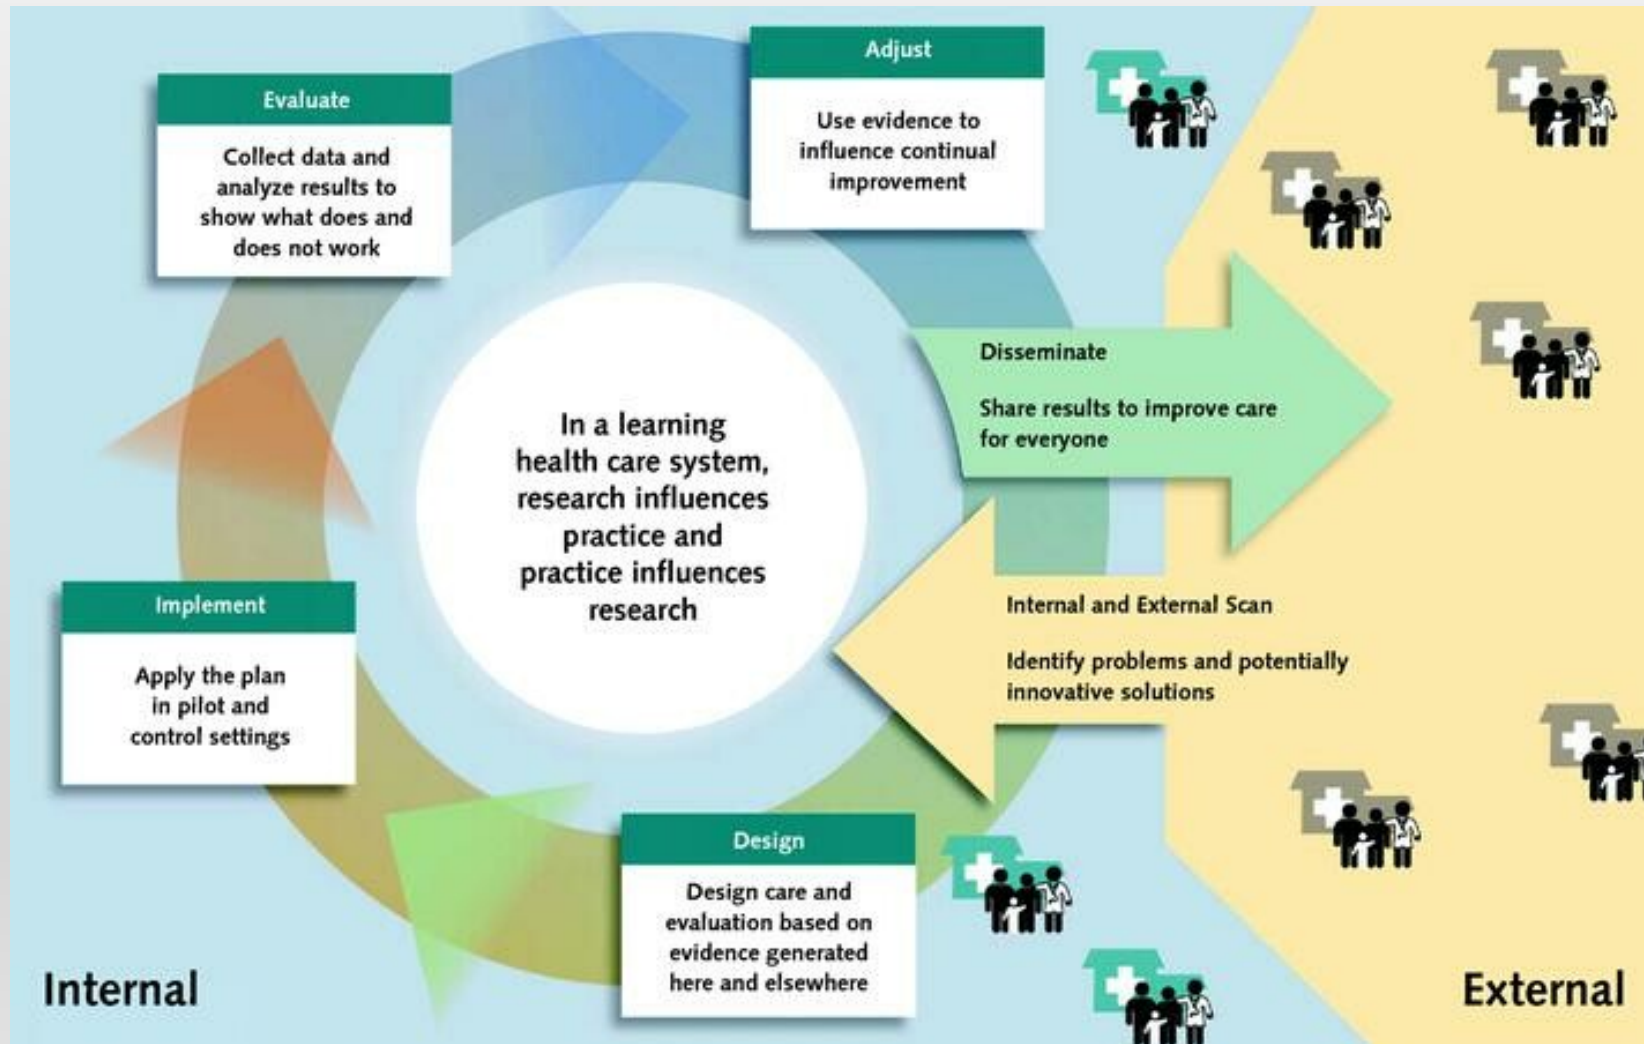 Adjust
Use evidence to
influence continual
improvement
Evaluate
Collect data and
analyze results to
show what does and
does not work
Disseminate
Share results to improve care
for everyone
In a learning
health care system,
research influences
practice and
practice influences
research
Implement
Apply the plan
in pilot and
control settings
Internal and External Scan
Identify problems and potentially
innovative solutions
Design
Design care and
evaluation based on
evidence generated
here and elsewhere
Internal
External